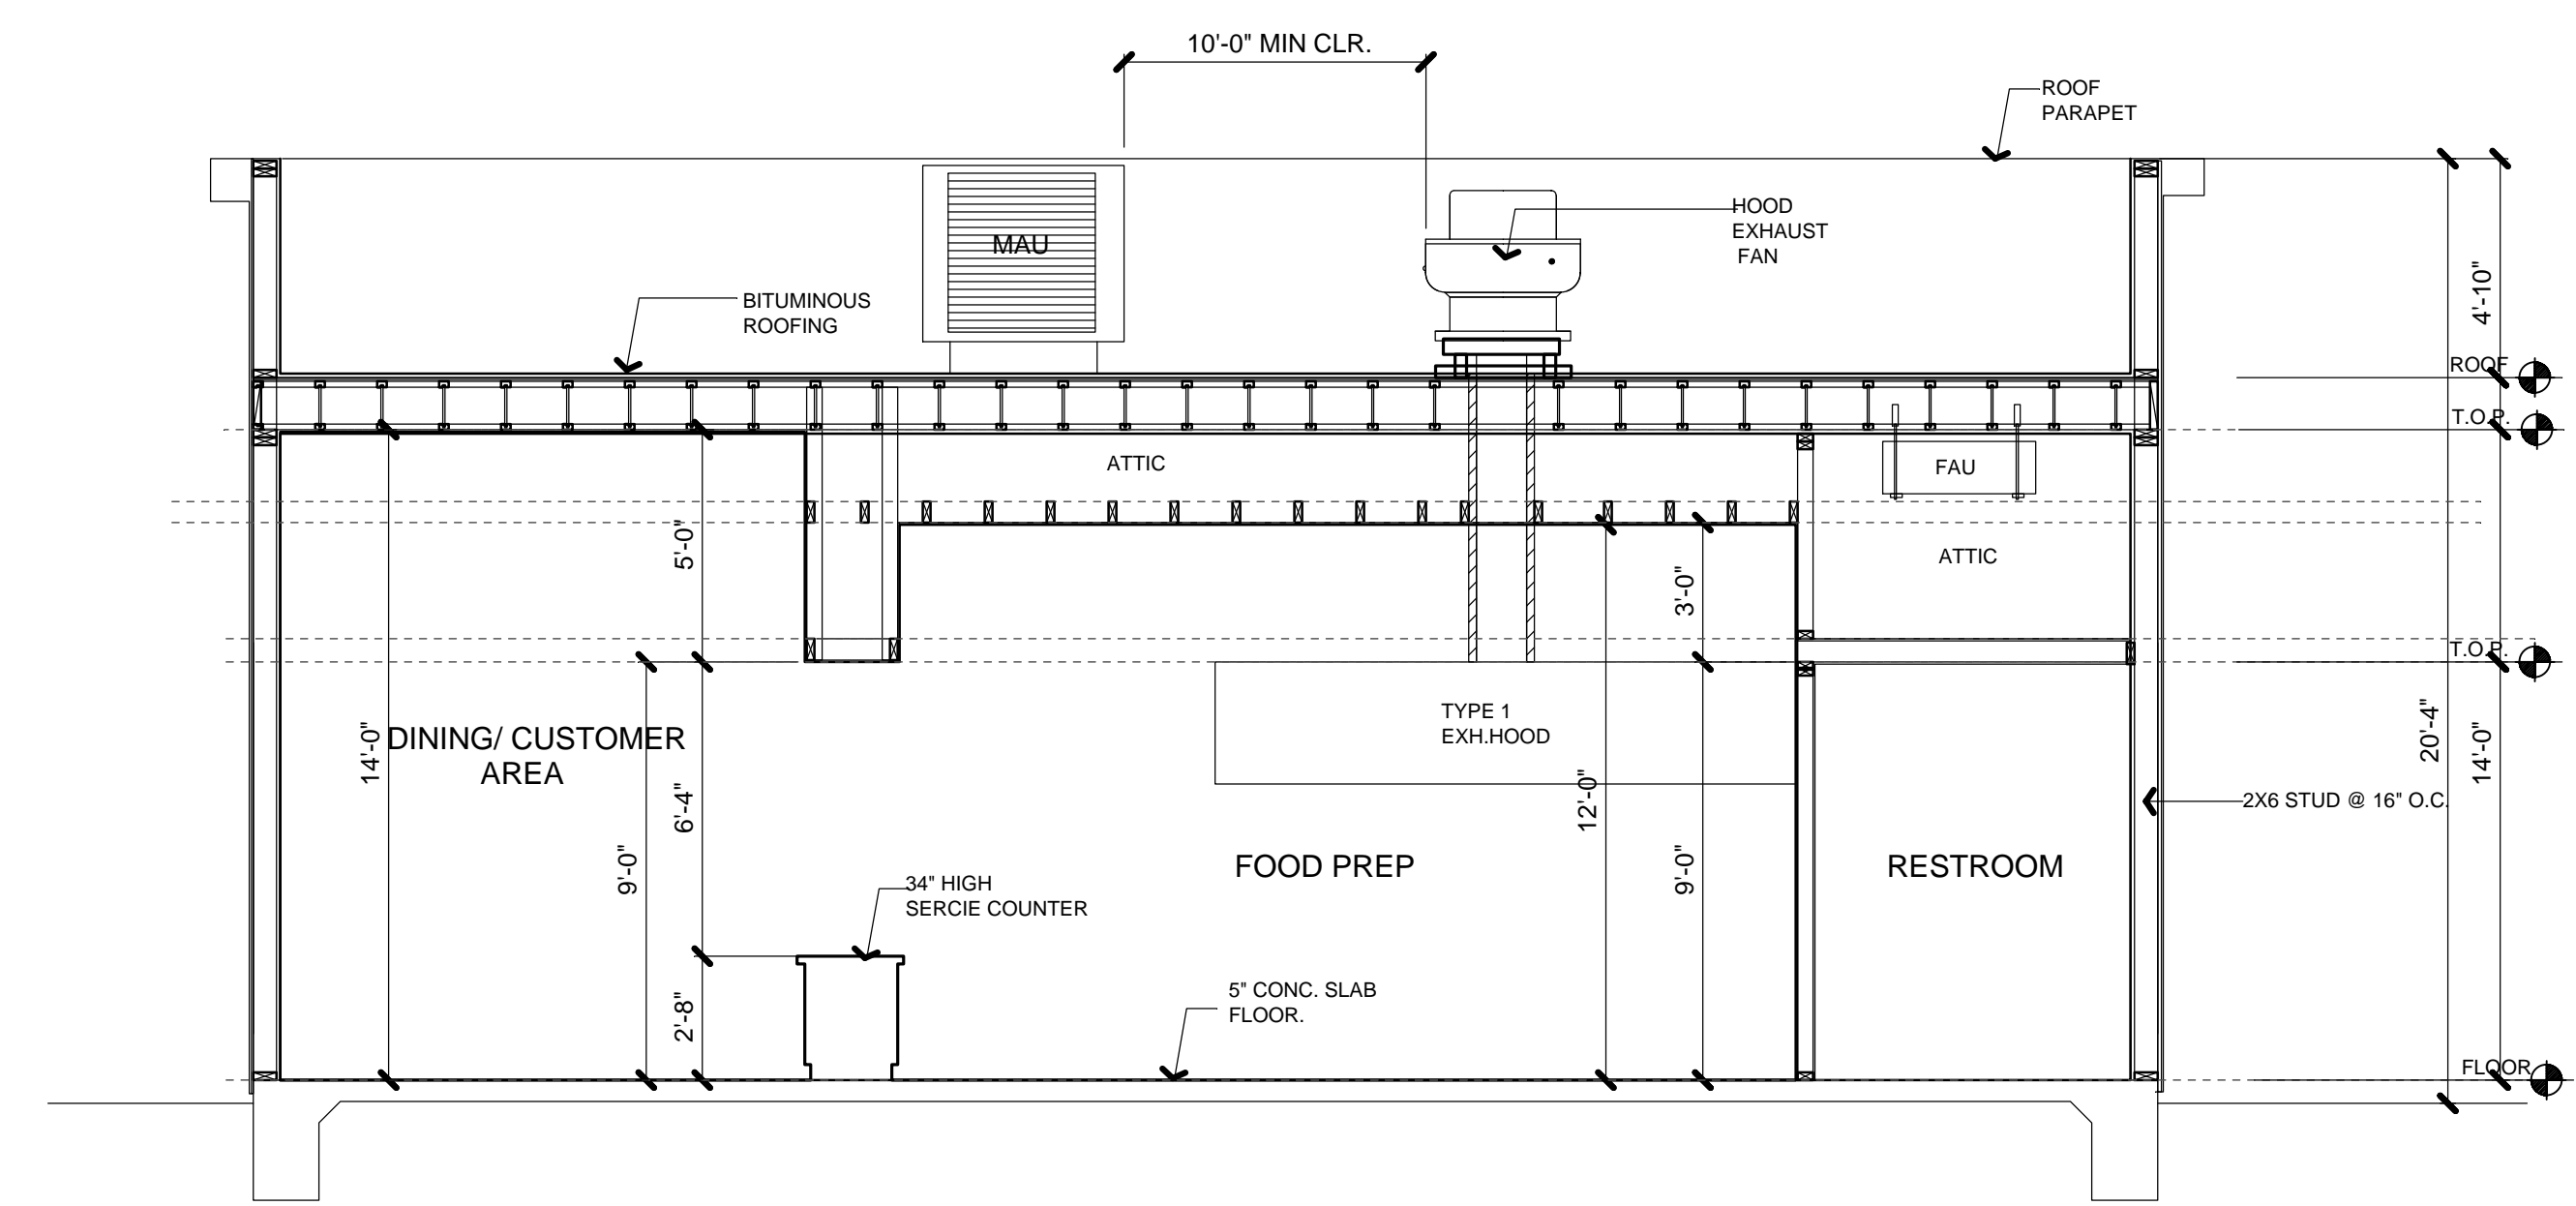 10'-0" MIN CLR.
ROOF
PARAPET
HOOD
EXHAUST
FAN
MAU
BITUMINOUS
ROOFING
4'-10"
ROOF
T.O.P.
ATTIC
FAU
5'-0"
3'-0"
ATTIC
T.O.P.
TYPE 1
EXH.HOOD
14'-0"
DINING/ CUSTOMER
AREA
6'-4"
12'-0"
20'-4"
14'-0"
2X6 STUD @ 16" O.C.
9'-0"
34" HIGH
SERCIE COUNTER
FOOD PREP
9'-0"
RESTROOM
2'-8"
5" CONC. SLAB
FLOOR.
FLOOR